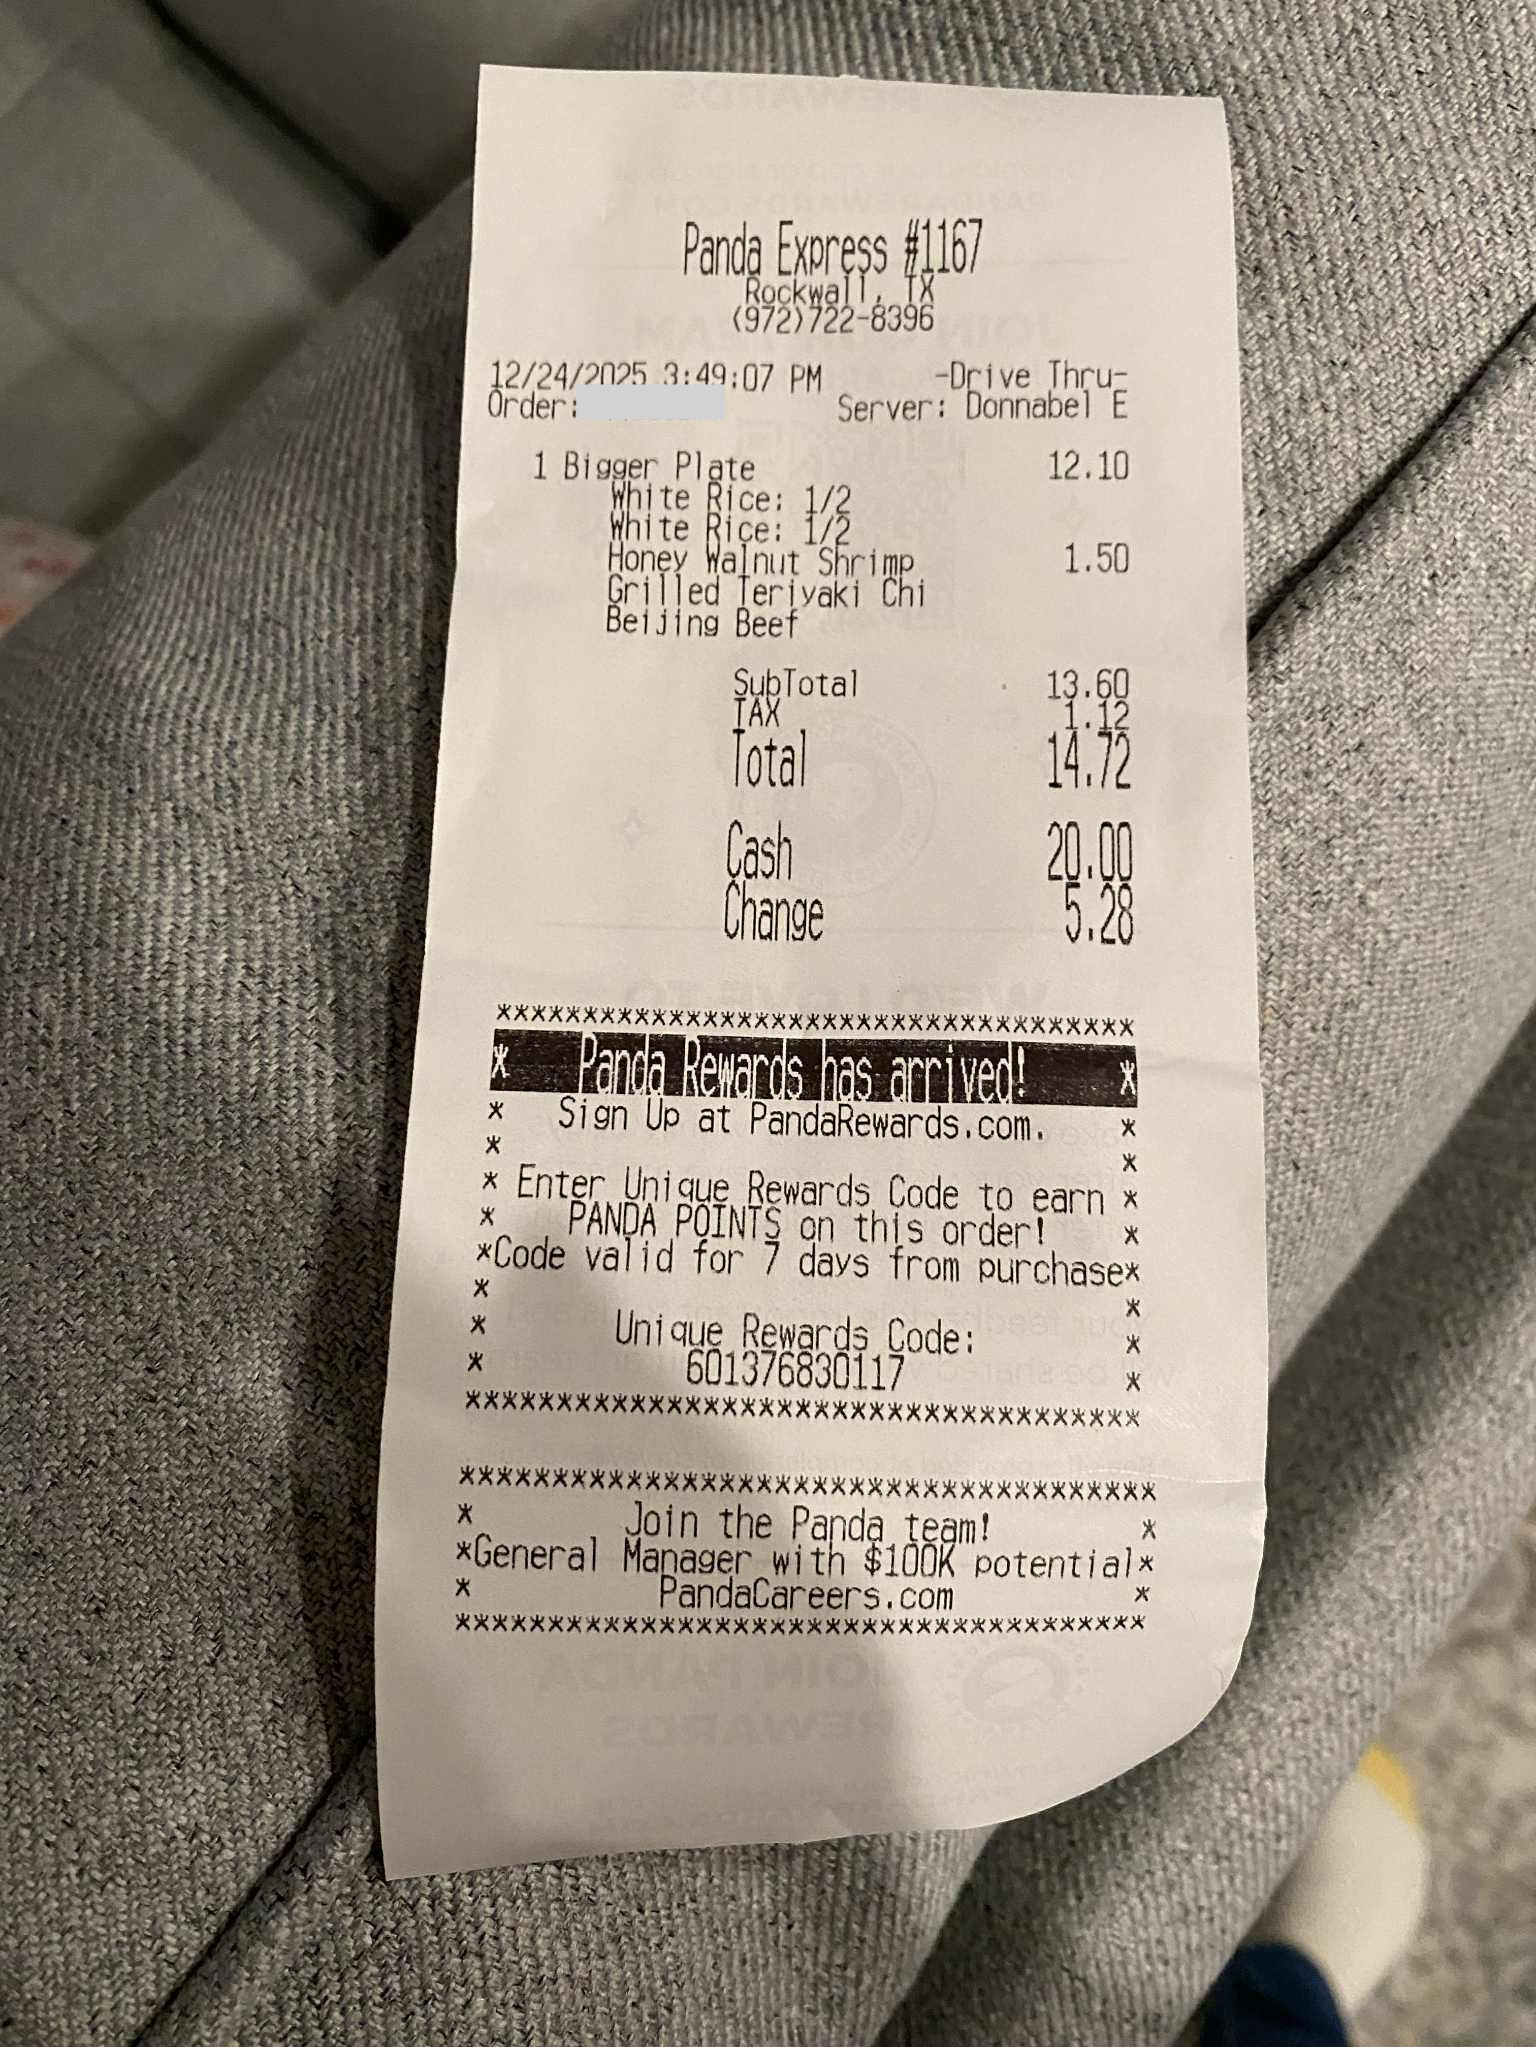 Panda Express #1167
Rockwall, TX
(972)722-8396
12/24/2025 3:49:07 PM -Drive Thru-
Order: Server: Donnabel E
1 Bigger Plate 12.10
White Rice: 1/2
White Rice: 1/2
Honey Walnut Shrimp 1.50
Grilled Teriyaki Chi
Beijing Beef
SubTotal 13.60
TAX 1.12
Total 14.72
Cash 20.00
Change 5.28
***********************************
* Panda Rewards has arrived! *
* Sign Up at PandaRewards.com. *
* *
* Enter Unique Rewards Code to earn *
* PANDA POINTS on this order! *
*Code valid for 7 days from purchase*
* *
* Unique Rewards Code: *
* 601376830117 *
***********************************
***********************************
* Join the Panda team! *
*General Manager with $100K potential*
* PandaCareers.com *
***********************************
JOIN PANDA
REWARDS